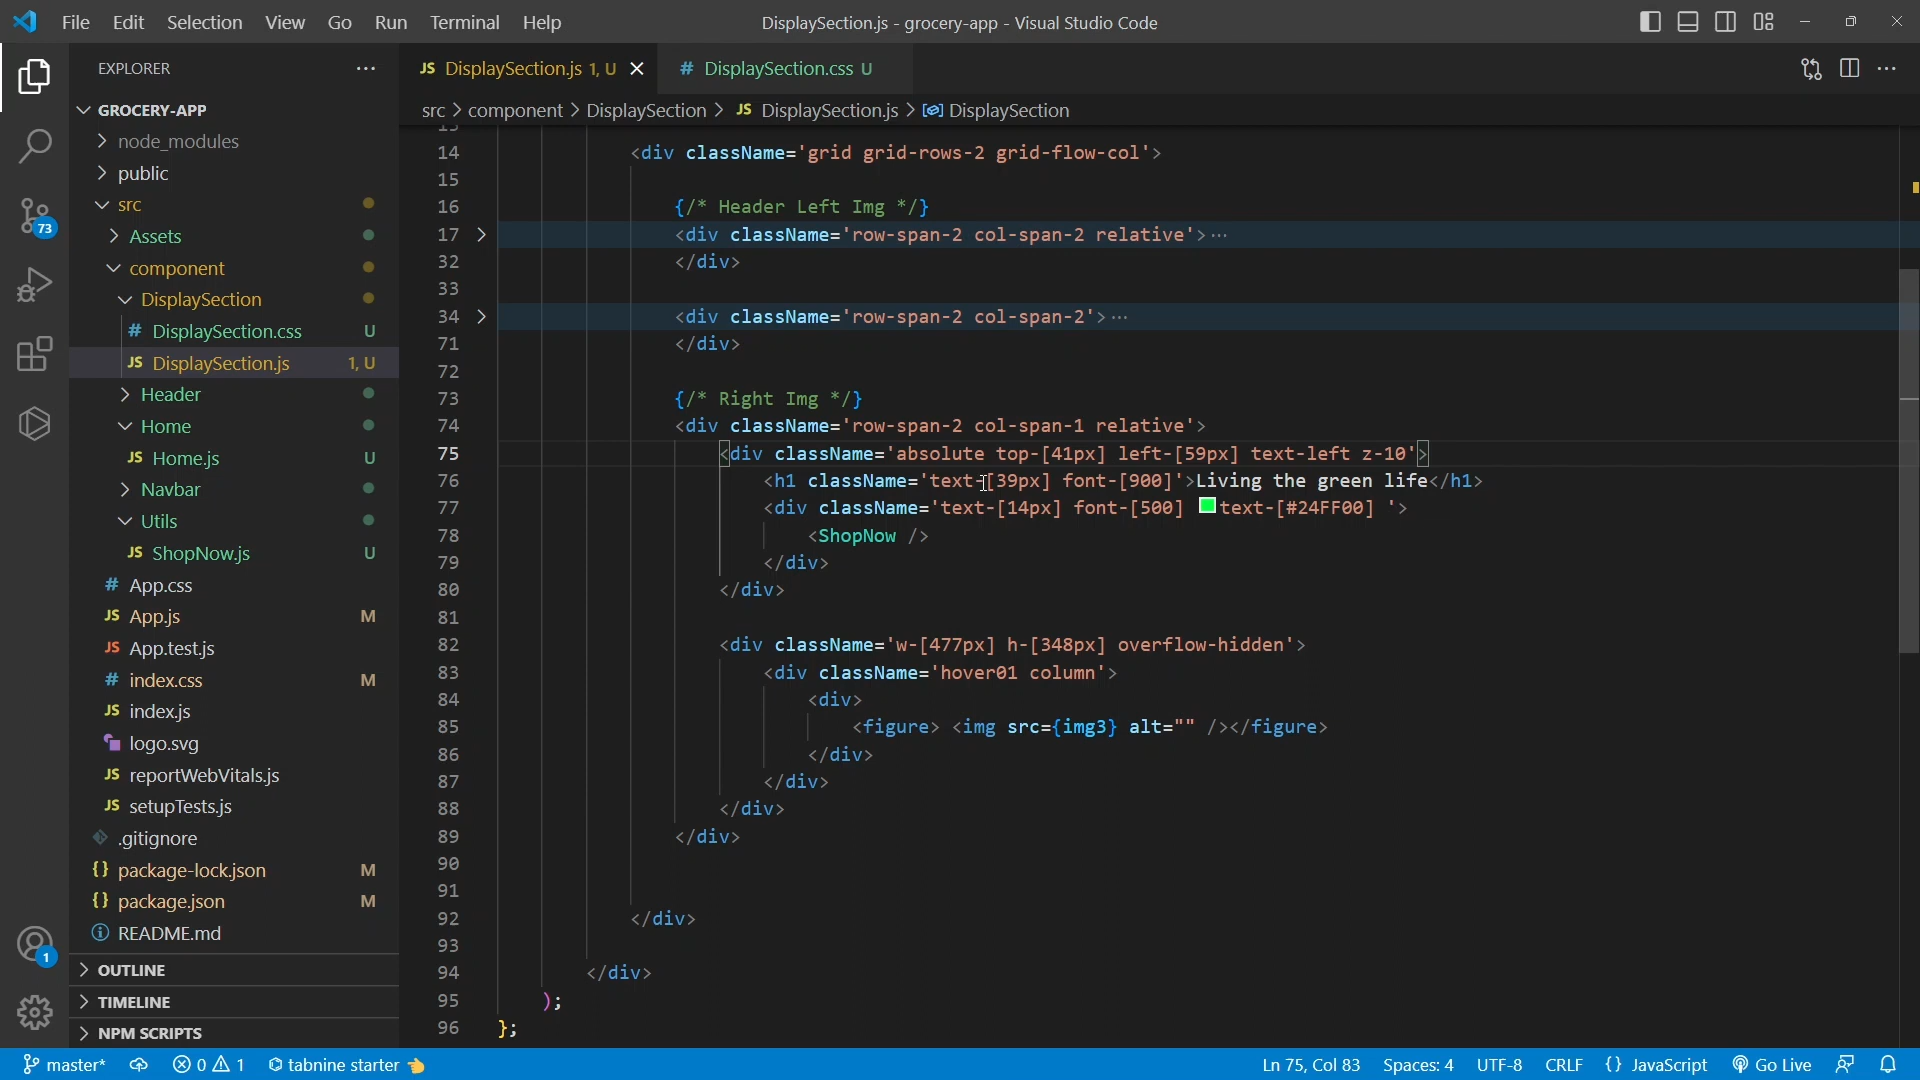 File Edit Selection View Go Run Terminal Help
DisplaySection.js - grocery-app - Visual Studio Code
EXPLORER
GROCERY-APP
node_modules
public
src
Assets
component
DisplaySection
# DisplaySection.css U
JS DisplaySection.js 1, U
Header
Home
JS Home.js U
Navbar
Utils
JS ShopNow.js U
# App.css
JS App.js M
JS App.test.js
# index.css M
JS index.js
logo.svg
JS reportWebVitals.js
JS setupTests.js
.gitignore
{} package-lock.json M
{} package.json M
README.md
OUTLINE
TIMELINE
NPM SCRIPTS
73
1
JS DisplaySection.js 1, U
# DisplaySection.css U
src > component > DisplaySection > JS DisplaySection.js > DisplaySection
14 <div className='grid grid-rows-2 grid-flow-col'>
15
16 {/* Header Left Img */}
17 <div className='row-span-2 col-span-2 relative'>…
32 </div>
33
34 <div className='row-span-2 col-span-2'>…
71 </div>
72
73 {/* Right Img */}
74 <div className='row-span-2 col-span-1 relative'>
75 <div className='absolute top-[41px] left-[59px] text-left z-10'>
76 <h1 className='text-[39px] font-[900]'>Living the green life</h1>
77 <div className='text-[14px] font-[500] text-[#24FF00] '>
78 <ShopNow />
79 </div>
80 </div>
81
82 <div className='w-[477px] h-[348px] overflow-hidden'>
83 <div className='hover01 column'>
84 <div>
85 <figure> <img src={img3} alt="" /></figure>
86 </div>
87 </div>
88 </div>
89 </div>
90
91
92 </div>
93
94 </div>
95 );
96 };
master* 0 1 tabnine starter Ln 75, Col 83 Spaces: 4 UTF-8 CRLF {} JavaScript Go Live